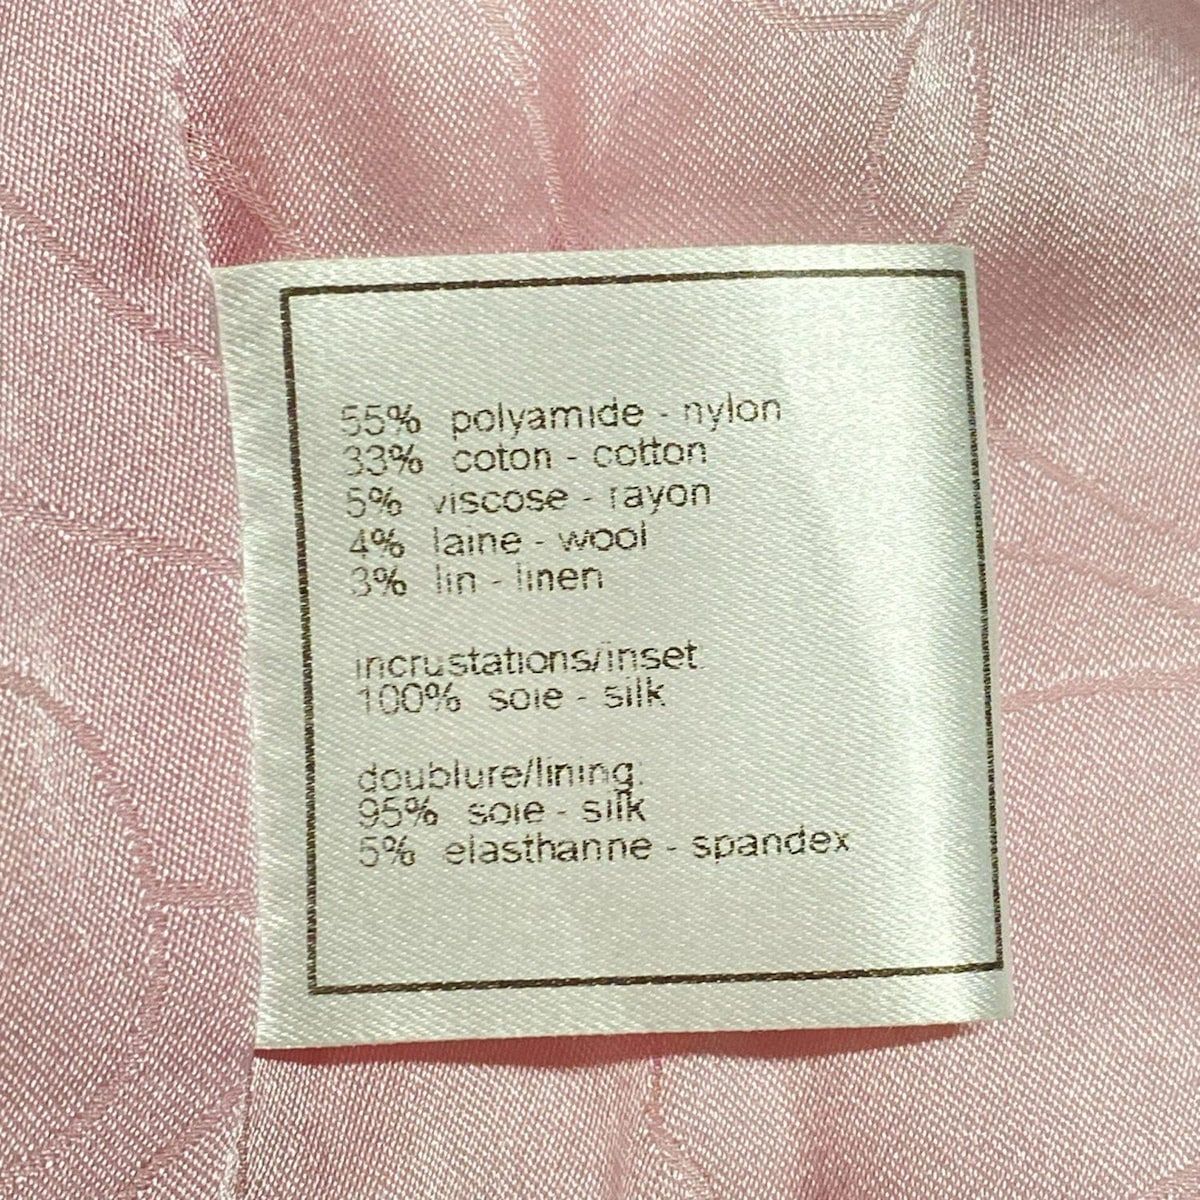 55% polyamide - nylon
33% coton - cotton
5% viscose - rayon
4% laine - wool
3% lin - linen
incrustations/inset:
100% soie - silk
doublure/lining:
95% soie - silk
5% elasthanne - spandex